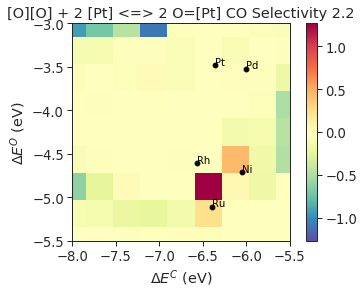 [O][O] + 2 [Pt] <=> 2 O=[Pt] CO Selectivity 2.2
−3.0
−3.5
−4.0
−4.5
−5.0
−5.5
ΔE^O (eV)
Pt
Pd
Rh
Ni
Ru
−8.0 −7.5 −7.0 −6.5 −6.0 −5.5
ΔE^C (eV)
1.0
0.5
0.0
−0.5
−1.0